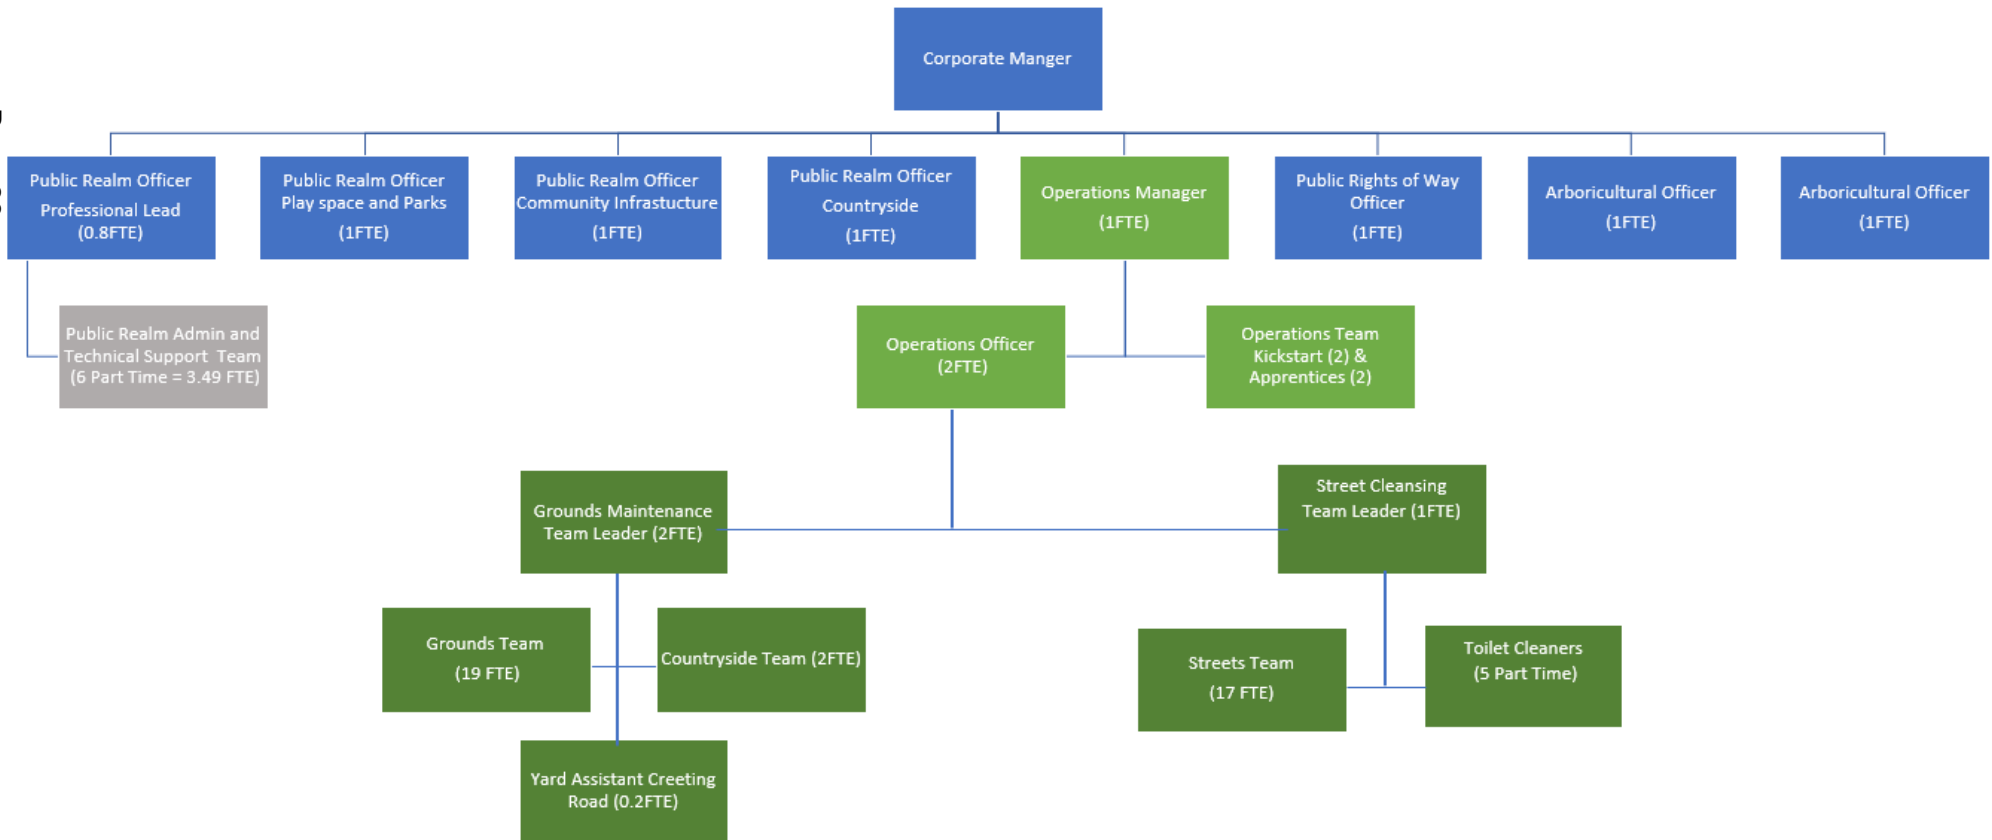 Corporate Manger
Public Realm Officer
Professional Lead
(0.8FTE)
Public Realm Officer
Play space and Parks
(1FTE)
Public Realm Officer
Community Infrastucture
(1FTE)
Public Realm Officer
Countryside
(1FTE)
Operations Manager
(1FTE)
Public Rights of Way
Officer
(1FTE)
Arboricultural Officer
(1FTE)
Arboricultural Officer
(1FTE)
Public Realm Admin and
Technical Support Team
(6 Part Time = 3.49 FTE)
Operations Officer
(2FTE)
Operations Team
Kickstart (2) &
Apprentices (2)
Grounds Maintenance
Team Leader (2FTE)
Street Cleansing
Team Leader (1FTE)
Grounds Team
(19 FTE)
Countryside Team (2FTE)
Streets Team
(17 FTE)
Toilet Cleaners
(5 Part Time)
Yard Assistant Creeting
Road (0.2FTE)